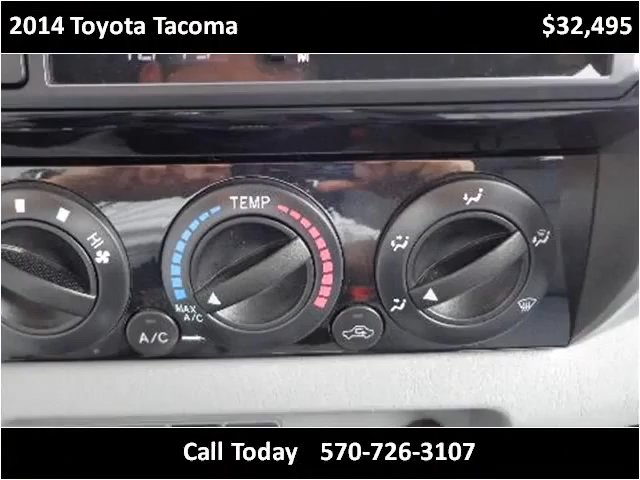 2014 Toyota Tacoma $32,495
TEMP
HI
MAX
A/C
A/C
Call Today 570-726-3107